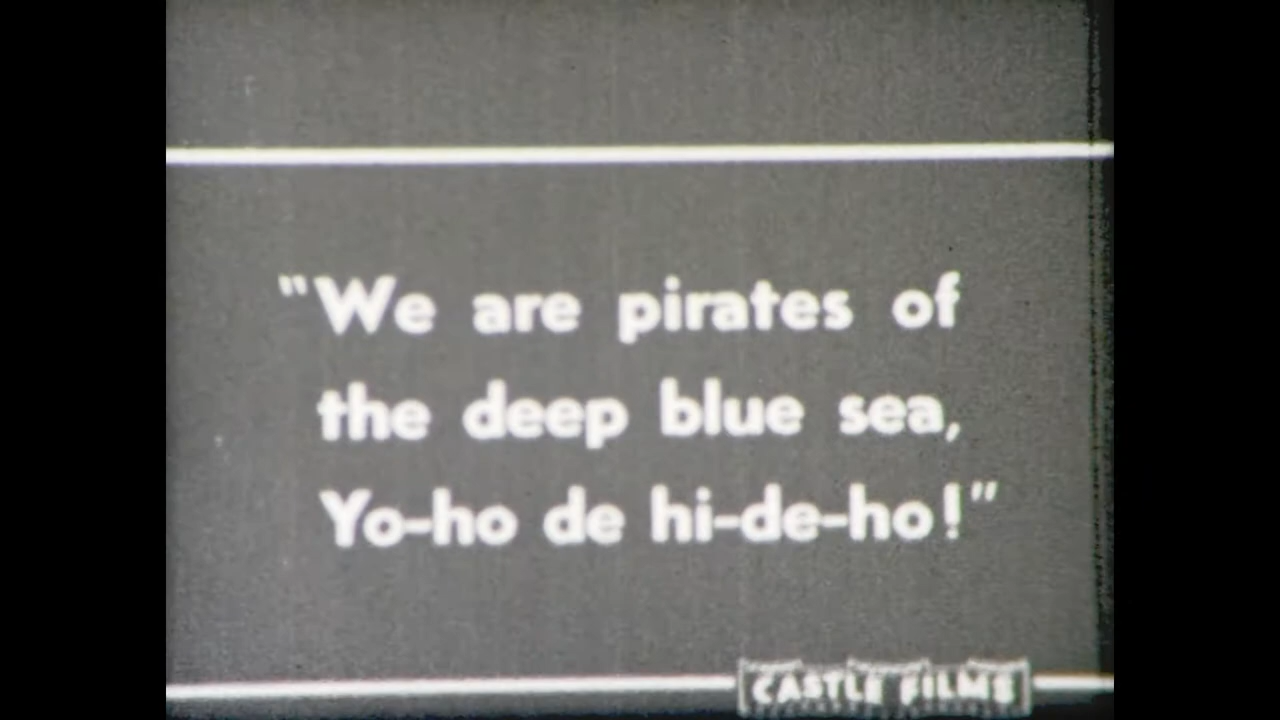 "We are pirates of
the deep blue sea,
Yo-ho de hi-de-ho!"
CASTLE FILMS